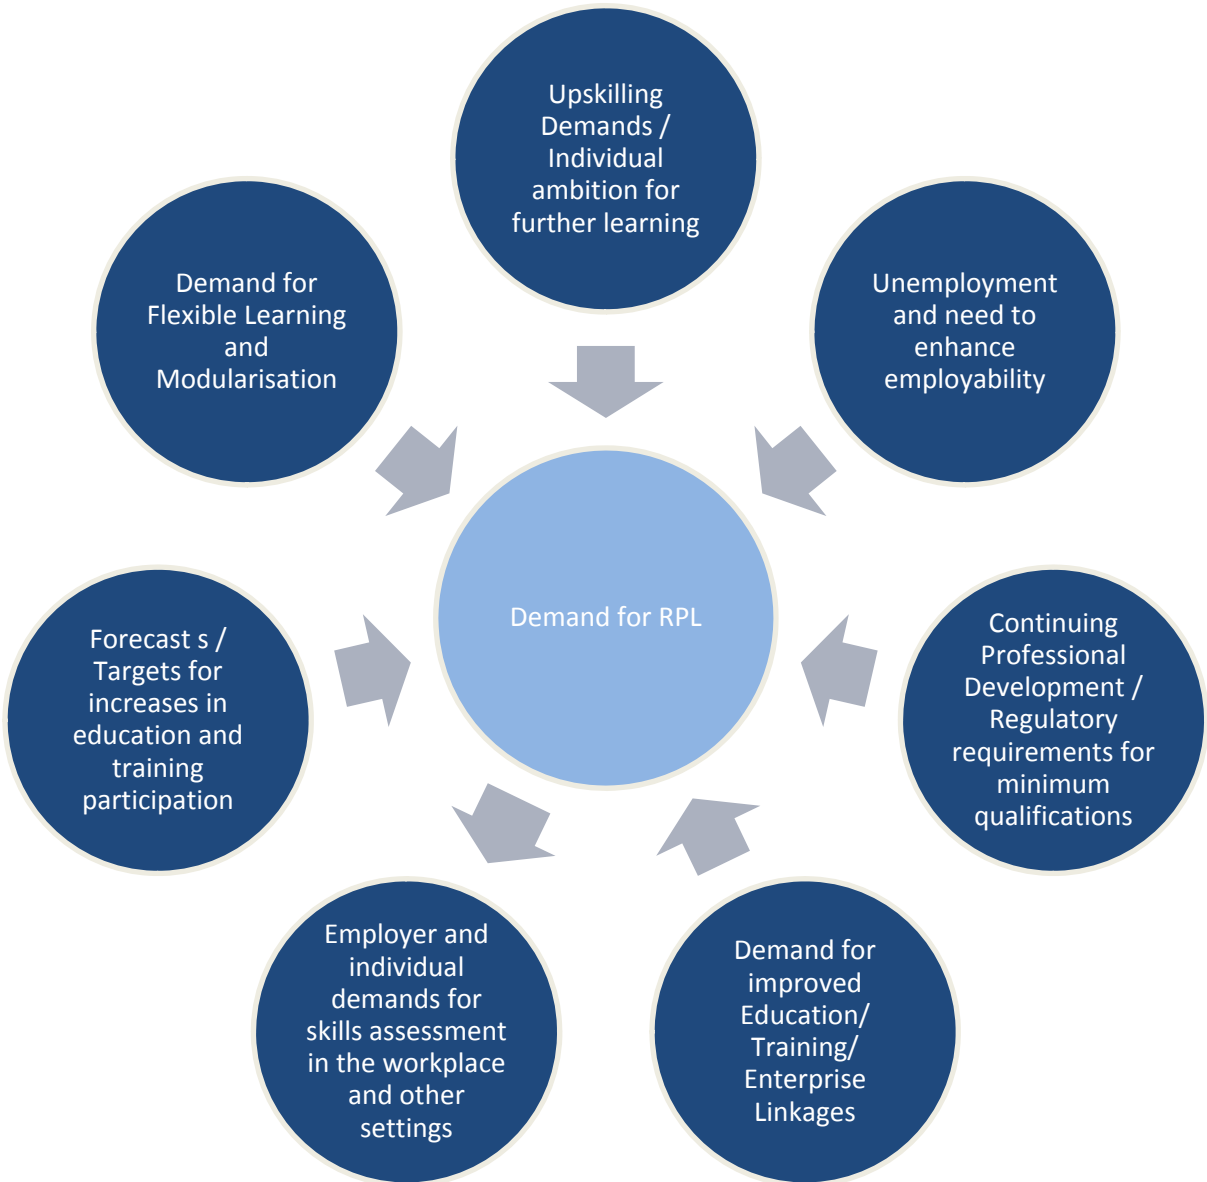 Upskilling
Demands /
Individual
ambition for
further learning
Demand for
Flexible Learning
and
Modularisation
Unemployment
and need to
enhance
employability
Demand for RPL
Forecast s /
Targets for
increases in
education and
training
participation
Continuing
Professional
Development /
Regulatory
requirements for
minimum
qualifications
Employer and
individual
demands for
skills assessment
in the workplace
and other
settings
Demand for
improved
Education/
Training/
Enterprise
Linkages